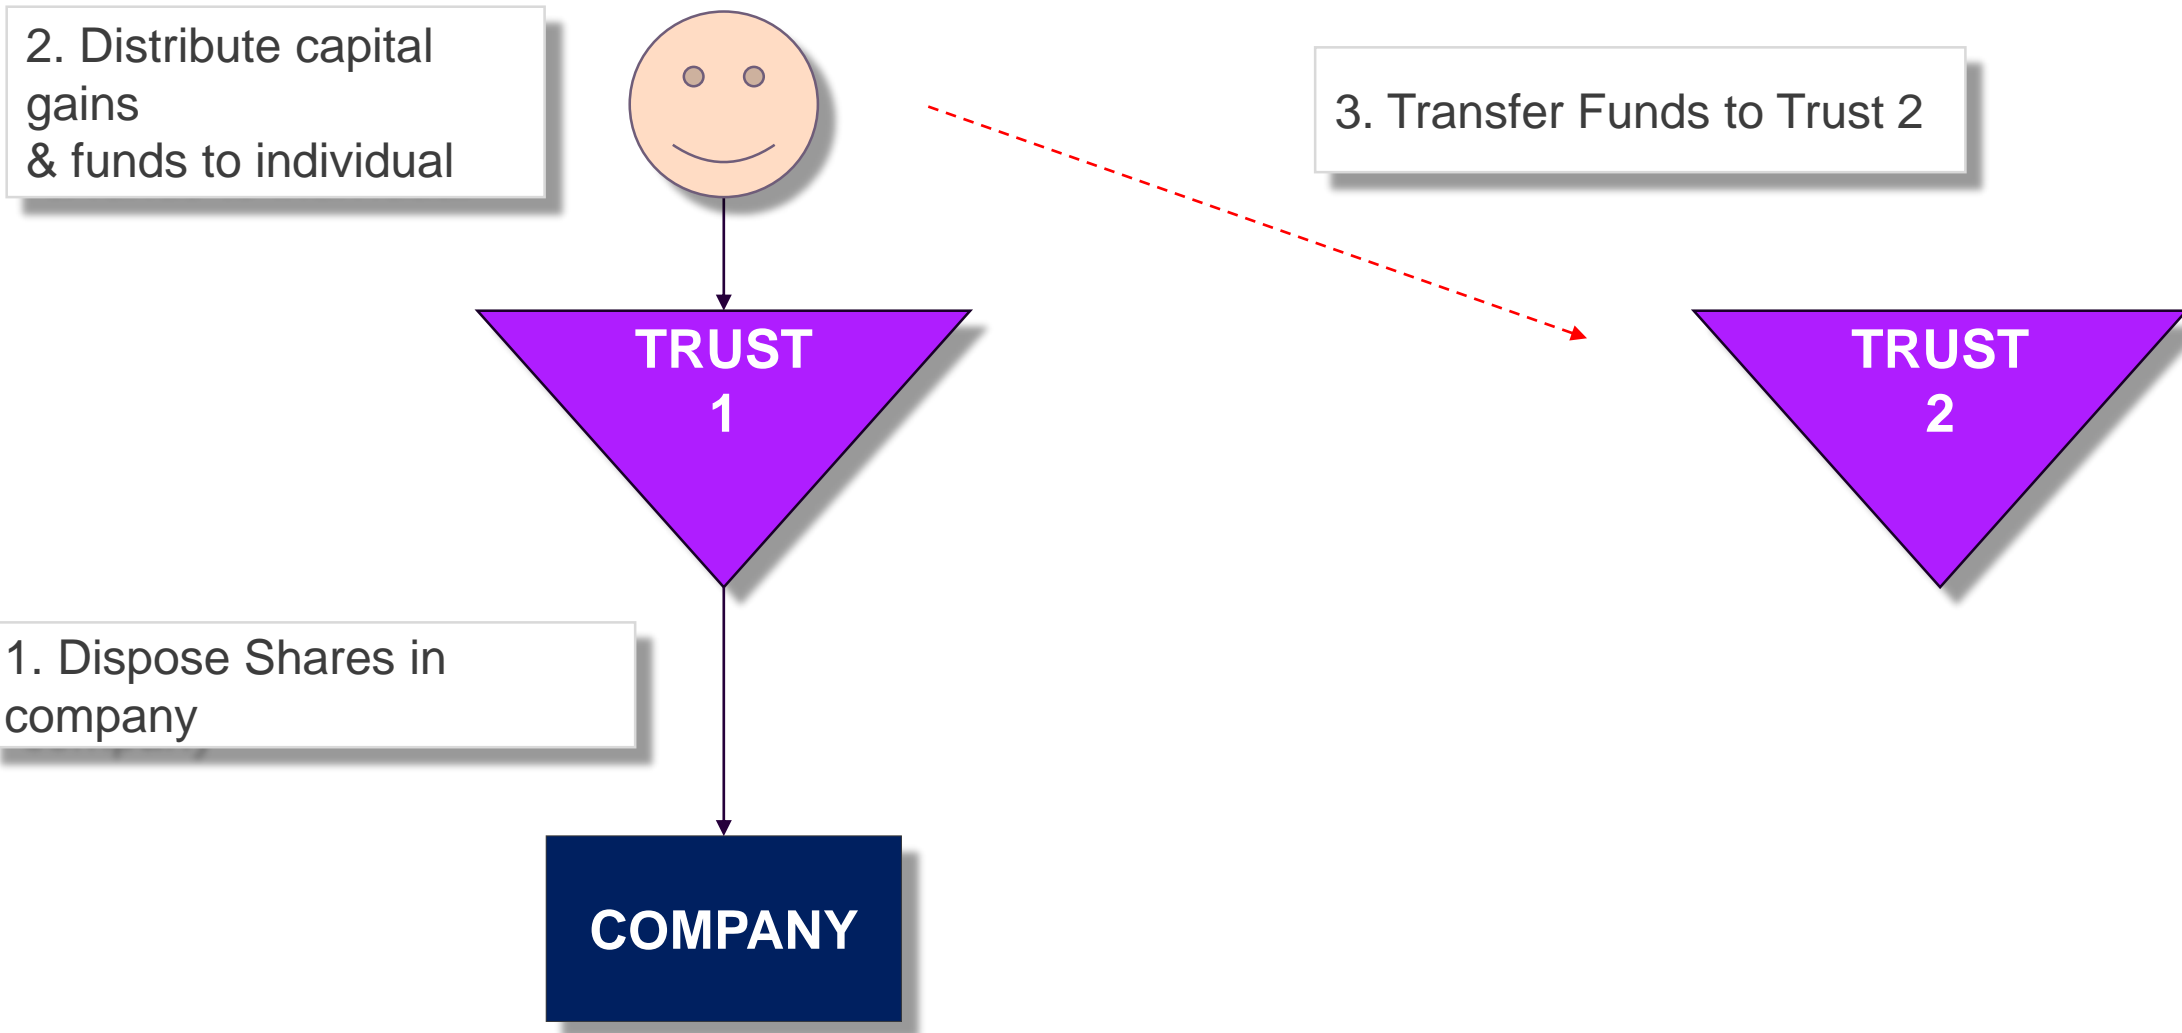 2. Distribute capital
gains
& funds to individual
3. Transfer Funds to Trust 2
TRUST
1
TRUST
2
1. Dispose Shares in
company
COMPANY